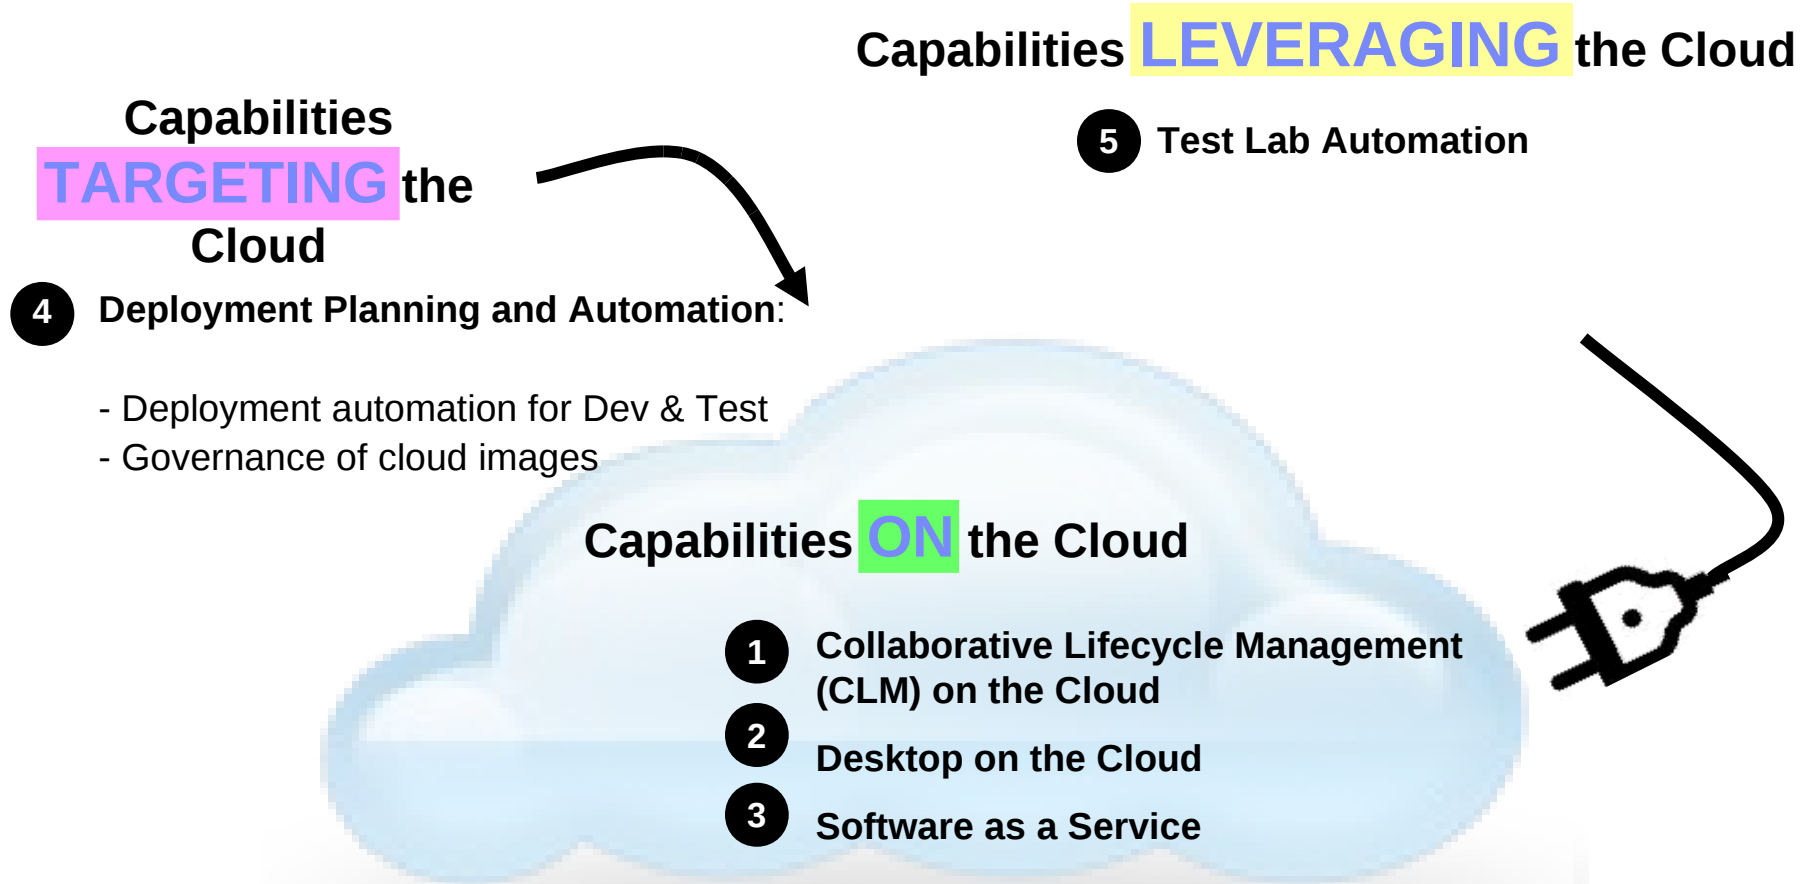 Capabilities LEVERAGING the Cloud
5 Test Lab Automation
Capabilities
TARGETING the
Cloud
4 Deployment Planning and Automation:
- Deployment automation for Dev & Test
- Governance of cloud images
Capabilities ON the Cloud
1 Collaborative Lifecycle Management
(CLM) on the Cloud
2 Desktop on the Cloud
3 Software as a Service